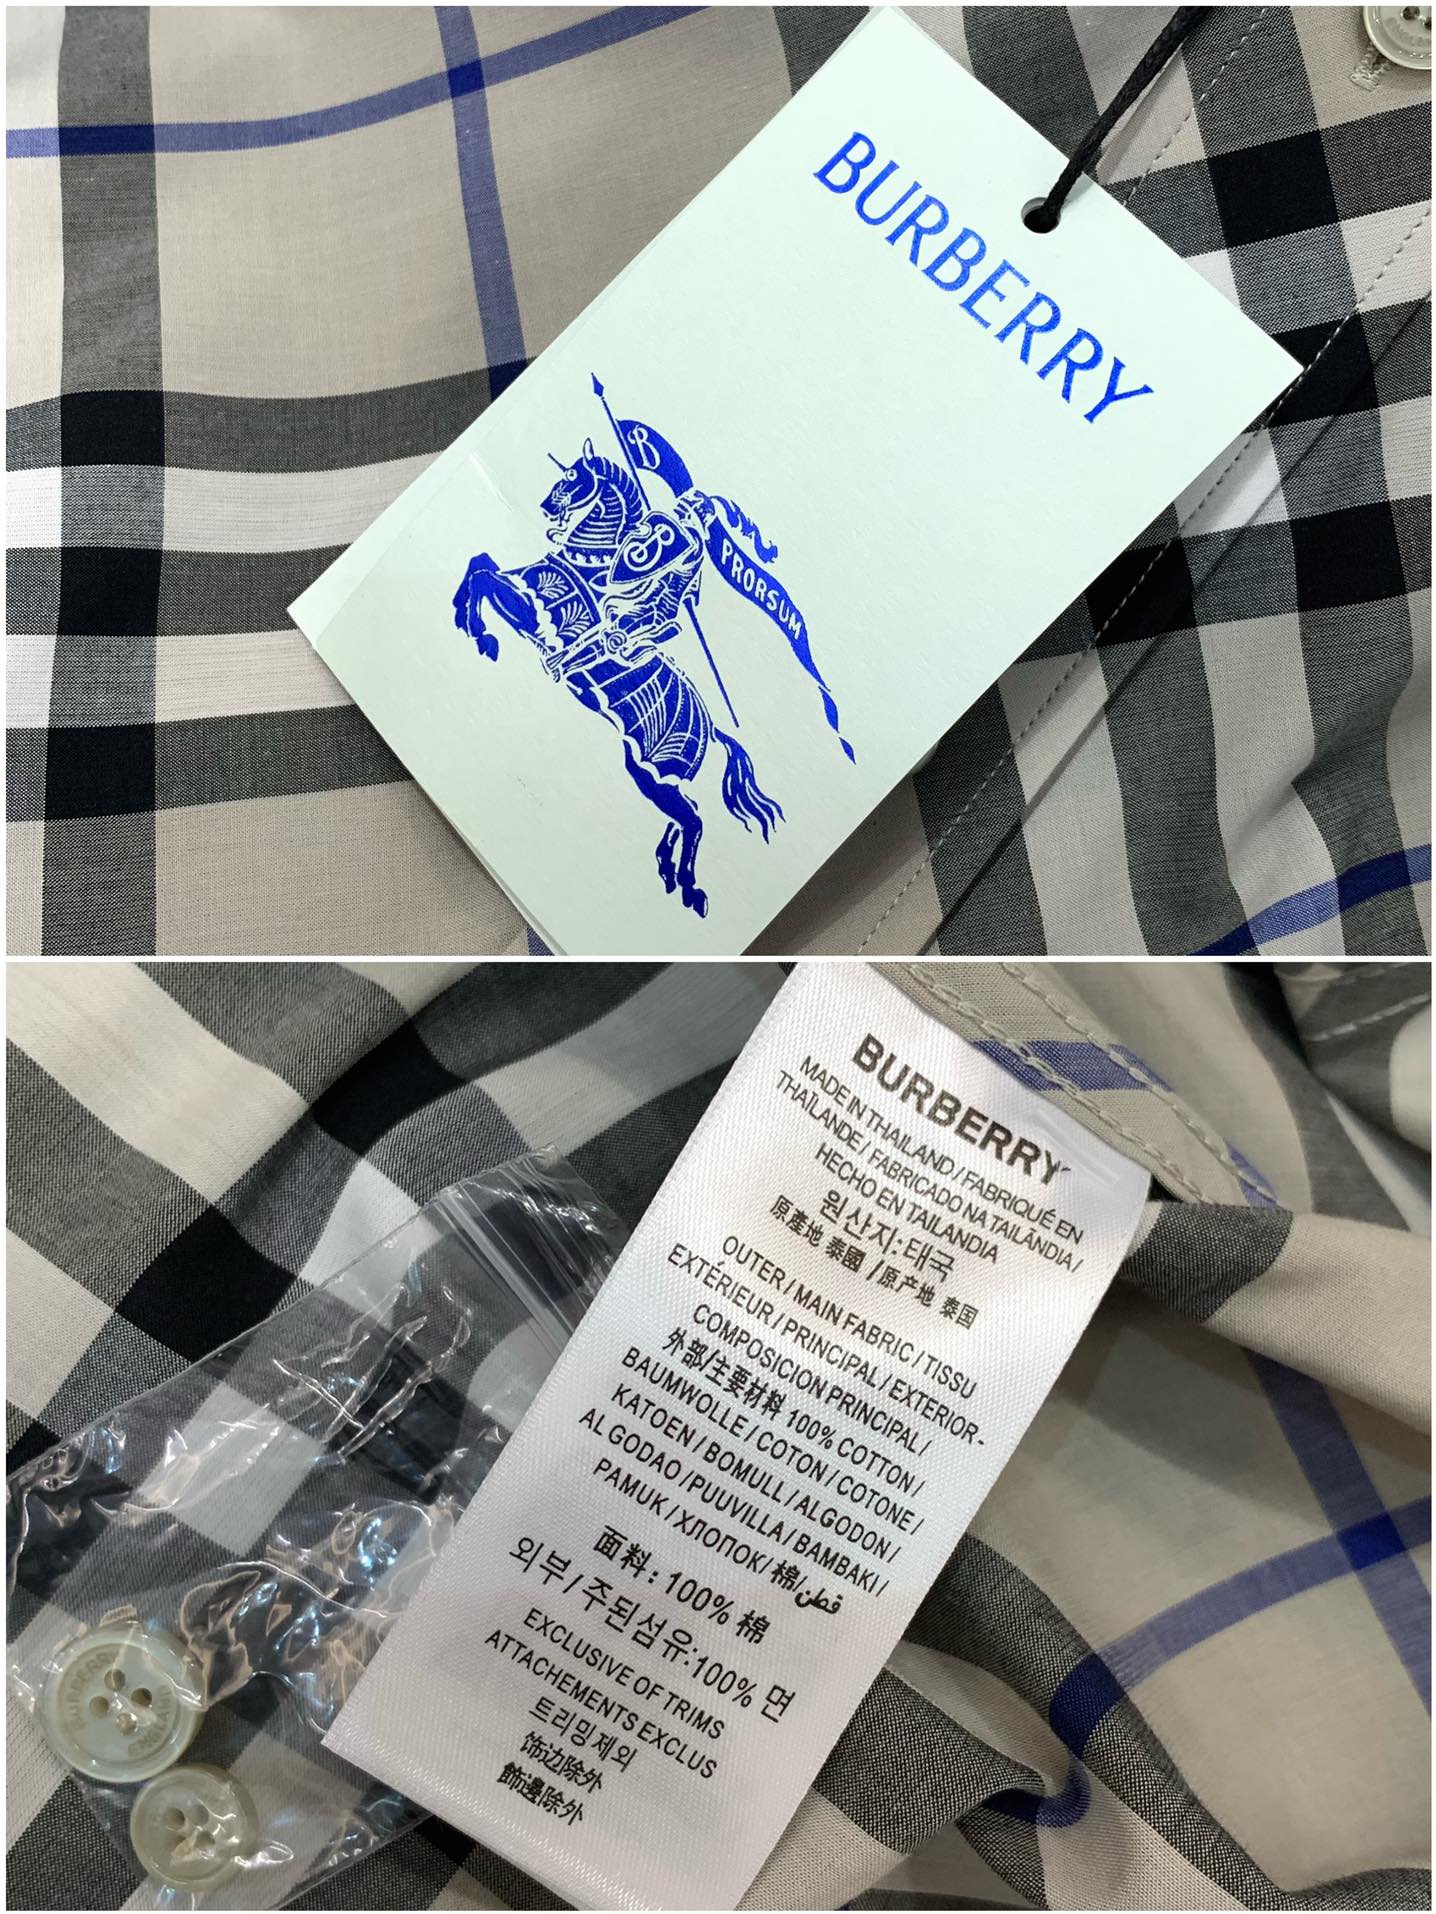 BURBERRY
B
PRORSUM
BURBERRY
MADE IN THAILAND / FABRIQUÉ EN
THAÏLANDE / FABRICADO NA TAILÂNDIA /
HECHO EN TAILANDIA
원산지:태국
原產地 泰國 /原产地 泰国
OUTER / MAIN FABRIC / TISSU
EXTÉRIEUR / PRINCIPAL / EXTERIOR-
COMPOSICION PRINCIPAL /
外部/主要材料 100% COTTON /
BAUMWOLLE / COTON / COTONE /
KATOEN / BOMULL / ALGODON /
ALGODAO / PUUVILLA / BAMBAKI /
PAMUK / ХЛОПОК/ 棉/قطن
面料: 100% 棉
외부 / 주된섬유:100% 면
EXCLUSIVE OF TRIMS
ATTACHEMENTS EXCLUS
트리밍제외
饰边除外
飾邊除外
BURBERRY